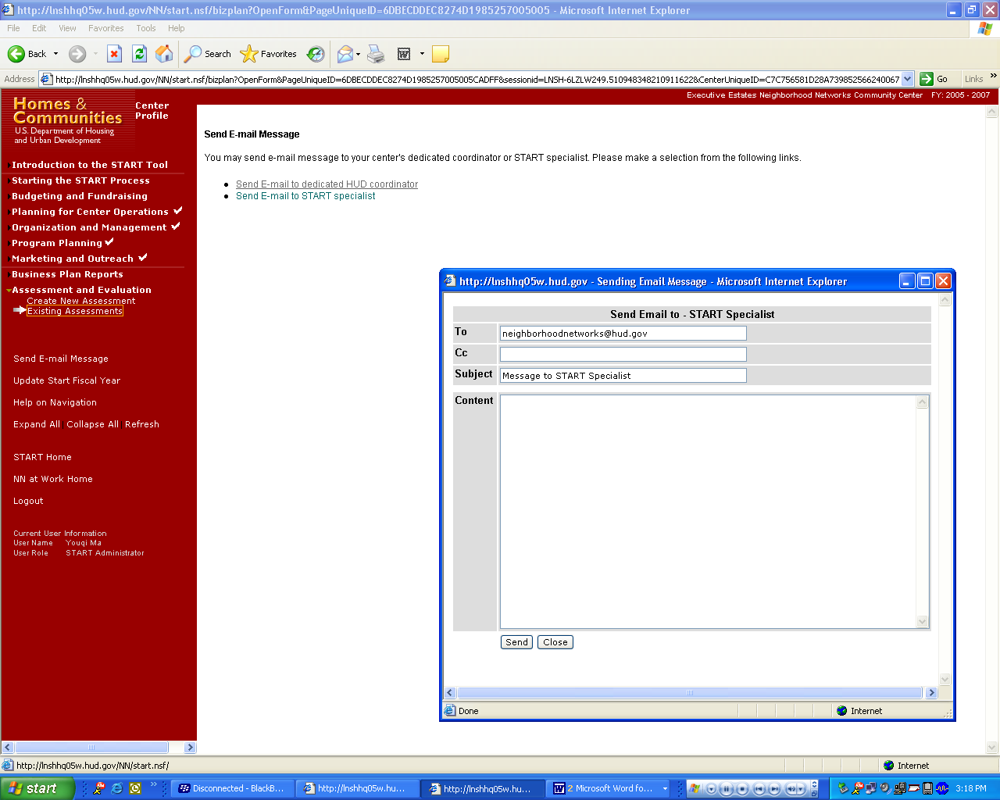 http://lnshhq05w.hud.gov/NN/start.nsf/bizplan?OpenForm&PageUniqueID=6DBECDDEC8274D1985257005005 - Microsoft Internet Explorer
File Edit View Favorites Tools Help
Back Search Favorites
Address http://lnshhq05w.hud.gov/NN/start.nsf/bizplan?OpenForm&PageUniqueID=6DBECDDEC8274D1985257005005CADFF&sessionid=LNSH-6LZLW249.510948348210911622&CenterUniqueID=C7C756581D28A739852566240067 Go Links »
Executive Estates Neighborhood Networks Community Center FY: 2005 - 2007
Homes &
Communities
U.S. Department of Housing
and Urban Development
Center
Profile
Introduction to the START Tool
Starting the START Process
Budgeting and Fundraising
Planning for Center Operations
Organization and Management
Program Planning
Marketing and Outreach
Business Plan Reports
Assessment and Evaluation
Create New Assessment
Existing Assessments
Send E-mail Message
Update Start Fiscal Year
Help on Navigation
Expand All | Collapse All Refresh
START Home
NN at Work Home
Logout
Current User Information
User Name Youqi Ma
User Role START Administrator
Send E-mail Message
You may send e-mail message to your center's dedicated coordinator or START specialist. Please make a selection from the following links.
• Send E-mail to dedicated HUD coordinator
• Send E-mail to START specialist
http://lnshhq05w.hud.gov - Sending Email Message - Microsoft Internet Explorer
Send Email to - START Specialist
To neighborhoodnetworks@hud.gov
Cc
Subject Message to START Specialist
Content
Send Close
Done Internet
http://lnshhq05w.hud.gov/NN/start.nsf/ Internet
start » Disconnected - BlackB... http://lnshhq05w.hu... http://lnshhq05w.hu... 2 Microsoft Word fo... 3:18 PM